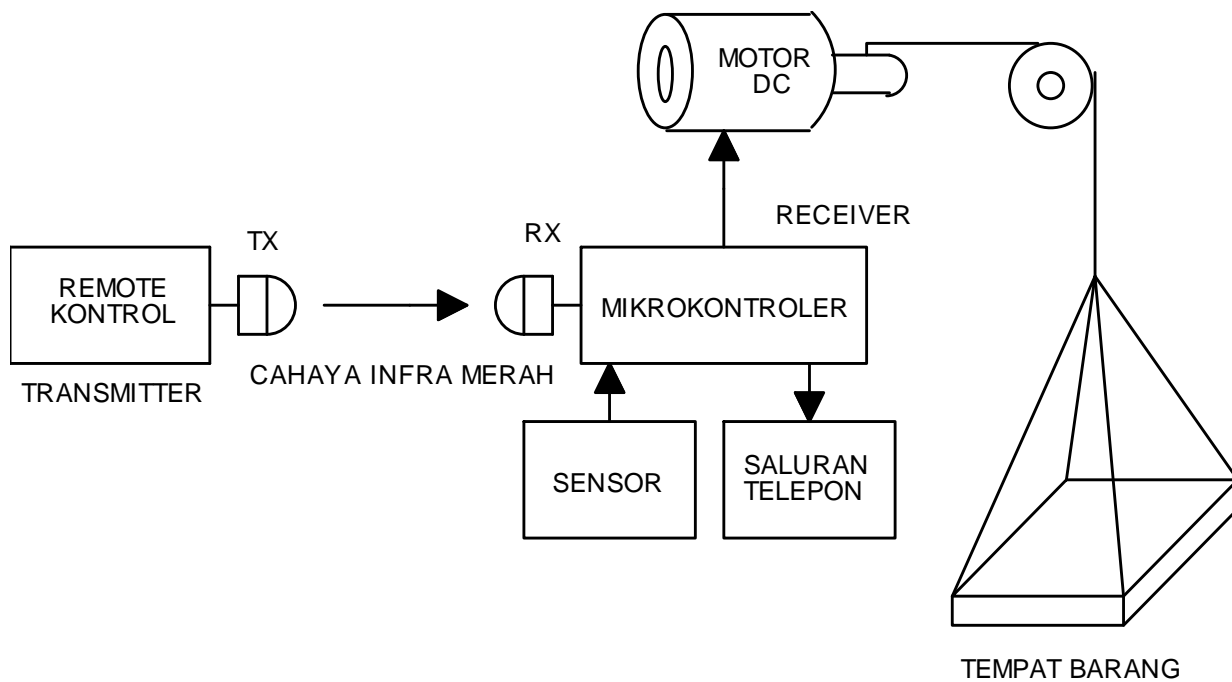 MOTOR
DC
RECEIVER
TX
RX
REMOTE
KONTROL
MIKROKONTROLER
CAHAYA INFRA MERAH
TRANSMITTER
SENSOR
SALURAN
TELEPON
TEMPAT BARANG